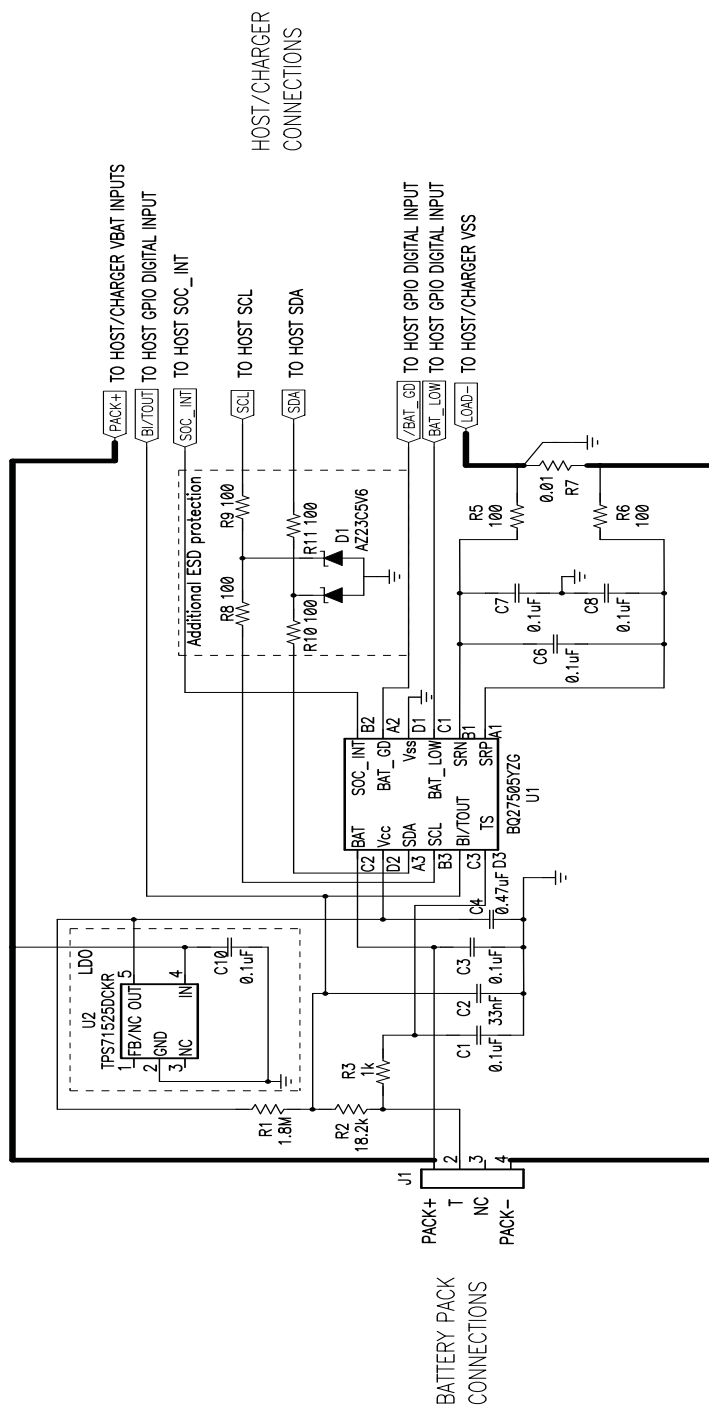 HOST/CHARGER
CONNECTIONS
PACK+
TO HOST/CHARGER VBAT INPUTS
BI/TOUT
TO HOST GPIO DIGITAL INPUT
SOC_INT
TO HOST SOC_INT
SCL
TO HOST SCL
SDA
TO HOST SDA
/BAT_GD
TO HOST GPIO DIGITAL INPUT
BAT_LOW
TO HOST GPIO DIGITAL INPUT
LOAD-
TO HOST/CHARGER VSS
Additional ESD protection
R9 100
R8 100
R11 100
R10 100
D1
AZ23C5V6
R5
100
0.01
R7
R6
100
C7
0.1uF
C8
0.1uF
C6
0.1uF
SOC_INT
B2
BAT_GD
A2
Vss
D1
BAT_LOW
C1
SRN
B1
SRP
A1
BAT
C2
Vcc
D2
SDA
A3
SCL
B3
BI/TOUT
C3
TS
D3
BQ27505YZG
U1
LDO
U2
TPS71525DCKR
1
FB/NC
OUT
5
2
GND
3
NC
IN
4
C10
0.1uF
C4
0.47uF
C3
0.1uF
C2
33nF
C1
0.1uF
R3
1k
R1
1.8M
R2
18.2k
J1
PACK+
T
2
NC
3
PACK-
4
BATTERY PACK
CONNECTIONS